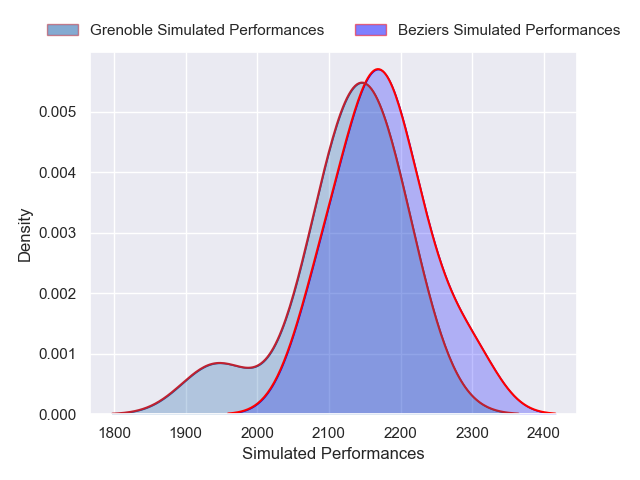 Grenoble Simulated Performances Beziers Simulated Performances
0.005
0.004
0.003
0.002
0.001
0.000
Density
1800 1900 2000 2100 2200 2300 2400
Simulated Performances